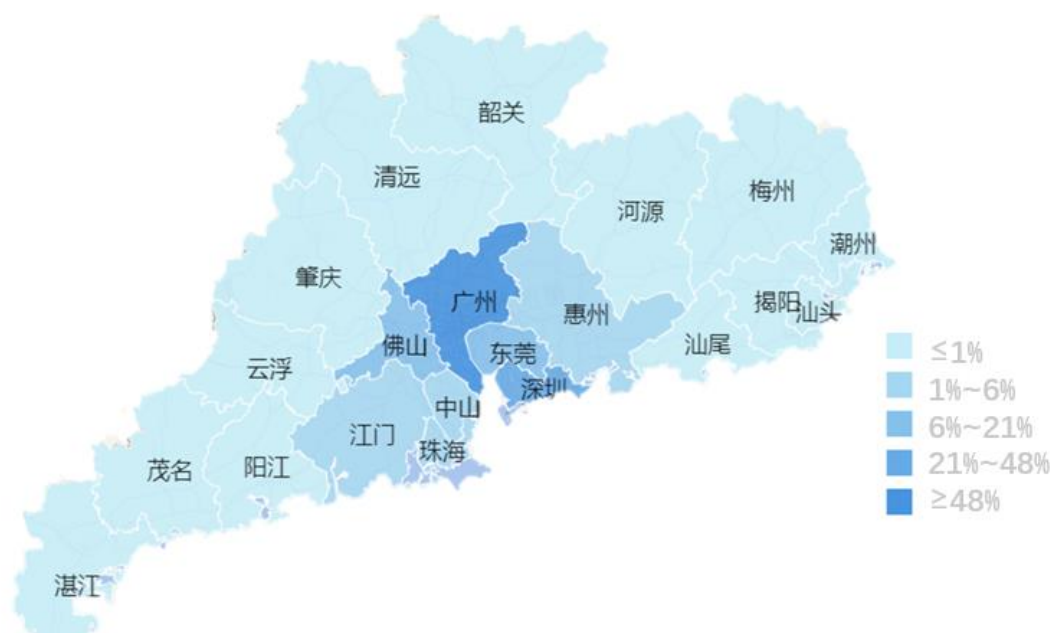 韶关
清远
梅州
河源
潮州
肇庆
广州
揭阳
汕头
惠州
佛山
东莞
汕尾
云浮
深圳
中山
江门
珠海
茂名
阳江
湛江
≤1%
1%~6%
6%~21%
21%~48%
≥48%